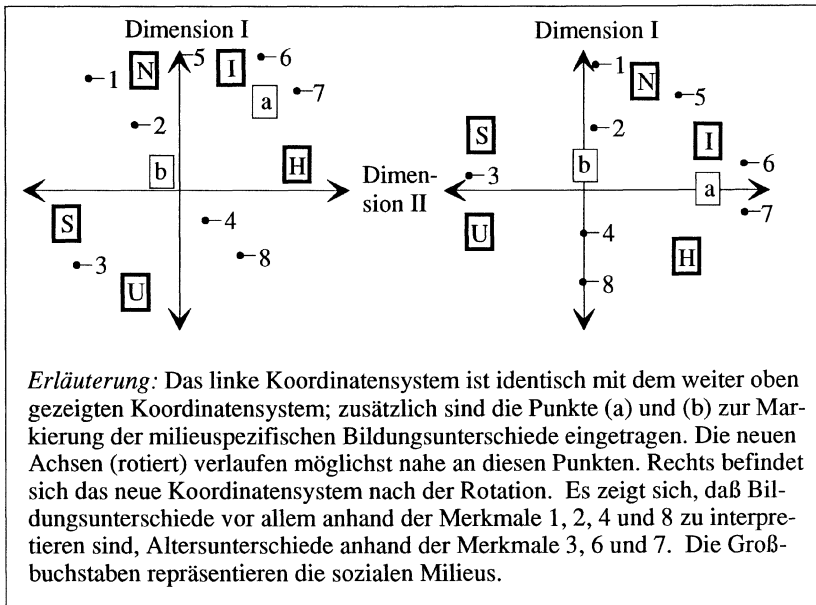 Dimension I
Dimension I
5
6
1
N
I
1
N
7
5
a
2
2
S
I
b
H
b
6
Dimen-
sion II
3
a
7
S
4
U
4
3
8
H
U
8
Erläuterung: Das linke Koordinatensystem ist identisch mit dem weiter oben
gezeigten Koordinatensystem; zusätzlich sind die Punkte (a) und (b) zur Mar-
kierung der milieuspezifischen Bildungsunterschiede eingetragen. Die neuen
Achsen (rotiert) verlaufen möglichst nahe an diesen Punkten. Rechts befindet
sich das neue Koordinatensystem nach der Rotation. Es zeigt sich, daß Bil-
dungsunterschiede vor allem anhand der Merkmale 1, 2, 4 und 8 zu interpre-
tieren sind, Altersunterschiede anhand der Merkmale 3, 6 und 7. Die Groß-
buchstaben repräsentieren die sozialen Milieus.